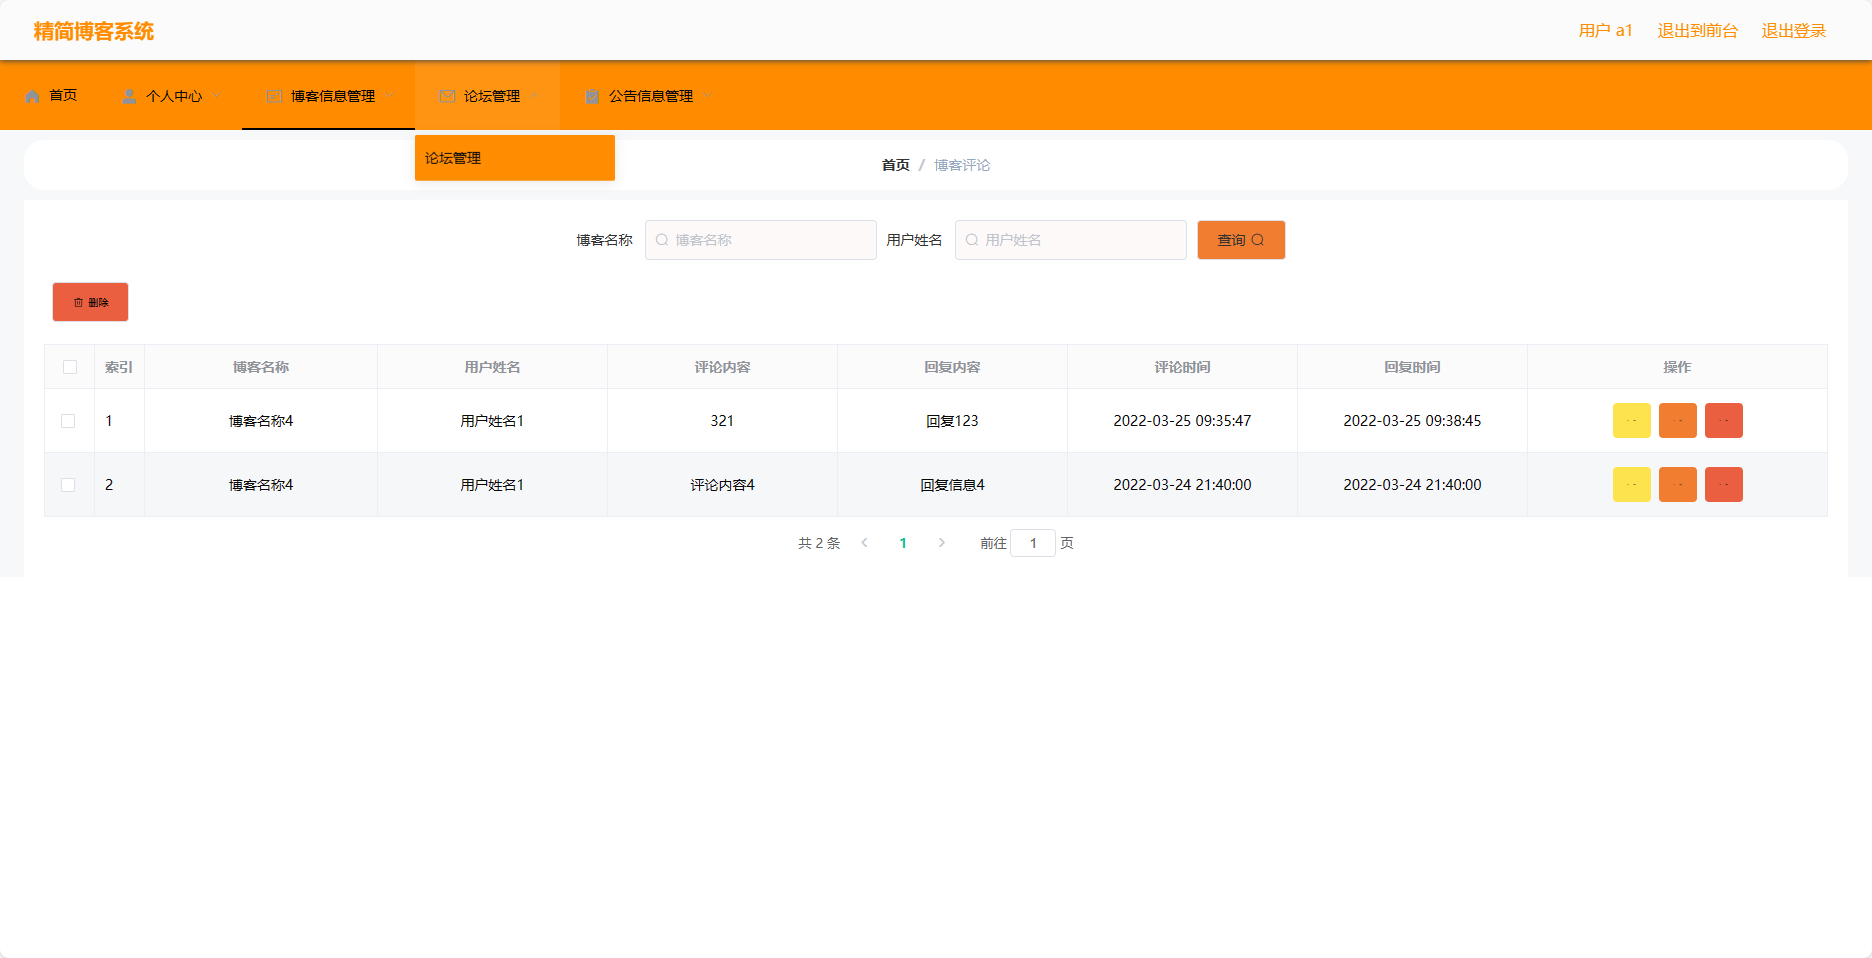 精简博客系统 用户 a1 退出到前台 退出登录
首页 个人中心 博客信息管理 论坛管理 公告信息管理
论坛管理
首页 / 博客评论
博客名称 博客名称 用户姓名 用户姓名 查询
删除
索引 博客名称 用户姓名 评论内容 回复内容 评论时间 回复时间 操作
1 博客名称4 用户姓名1 321 回复123 2022-03-25 09:35:47 2022-03-25 09:38:45
2 博客名称4 用户姓名1 评论内容4 回复信息4 2022-03-24 21:40:00 2022-03-24 21:40:00
共 2 条 1 前往 1 页